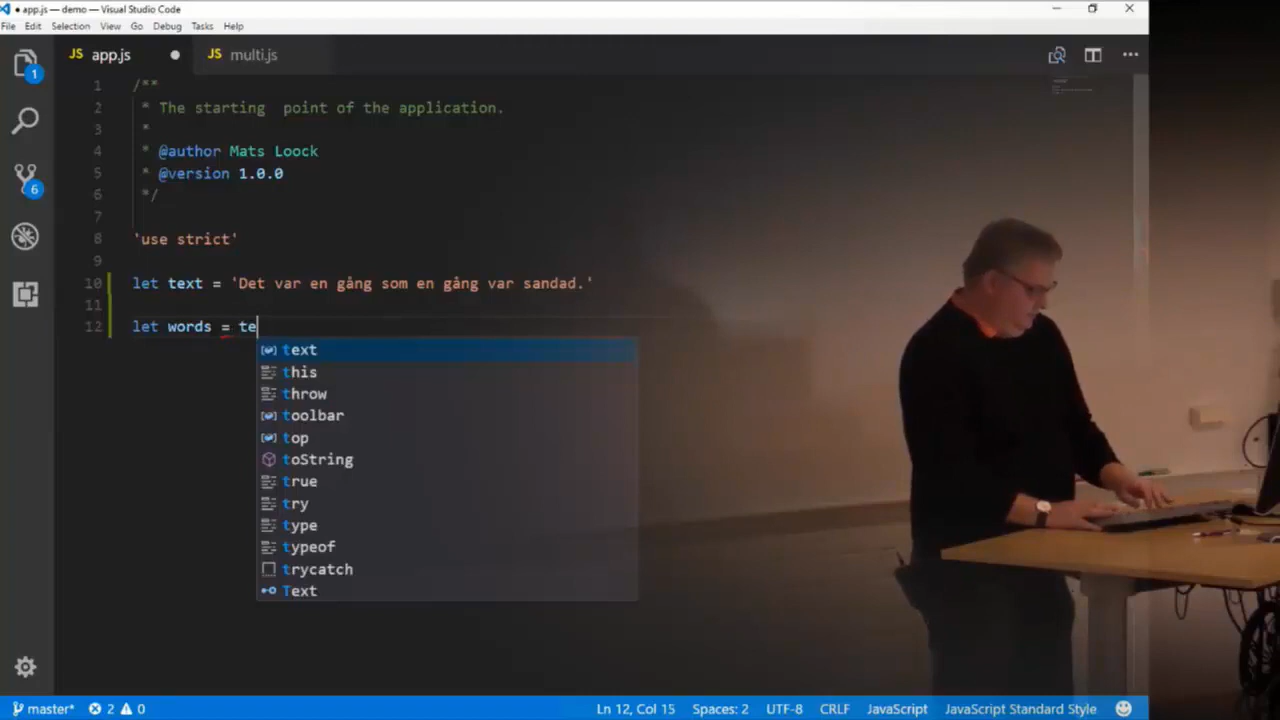 app.js — demo — Visual Studio Code
File Edit Selection View Go Debug Tasks Help
JS app.js JS multi.js
1 /**
2 * The starting  point of the application.
3 *
4 * @author Mats Loock
5 * @version 1.0.0
6 */
7
8 'use strict'
9
10 let text = 'Det var en gång som en gång var sandad.'
11
12 let words = te
text
this
throw
toolbar
top
toString
true
try
type
typeof
trycatch
Text
1
6
master* 2 0 Ln 12, Col 15 Spaces: 2 UTF-8 CRLF JavaScript JavaScript Standard Style